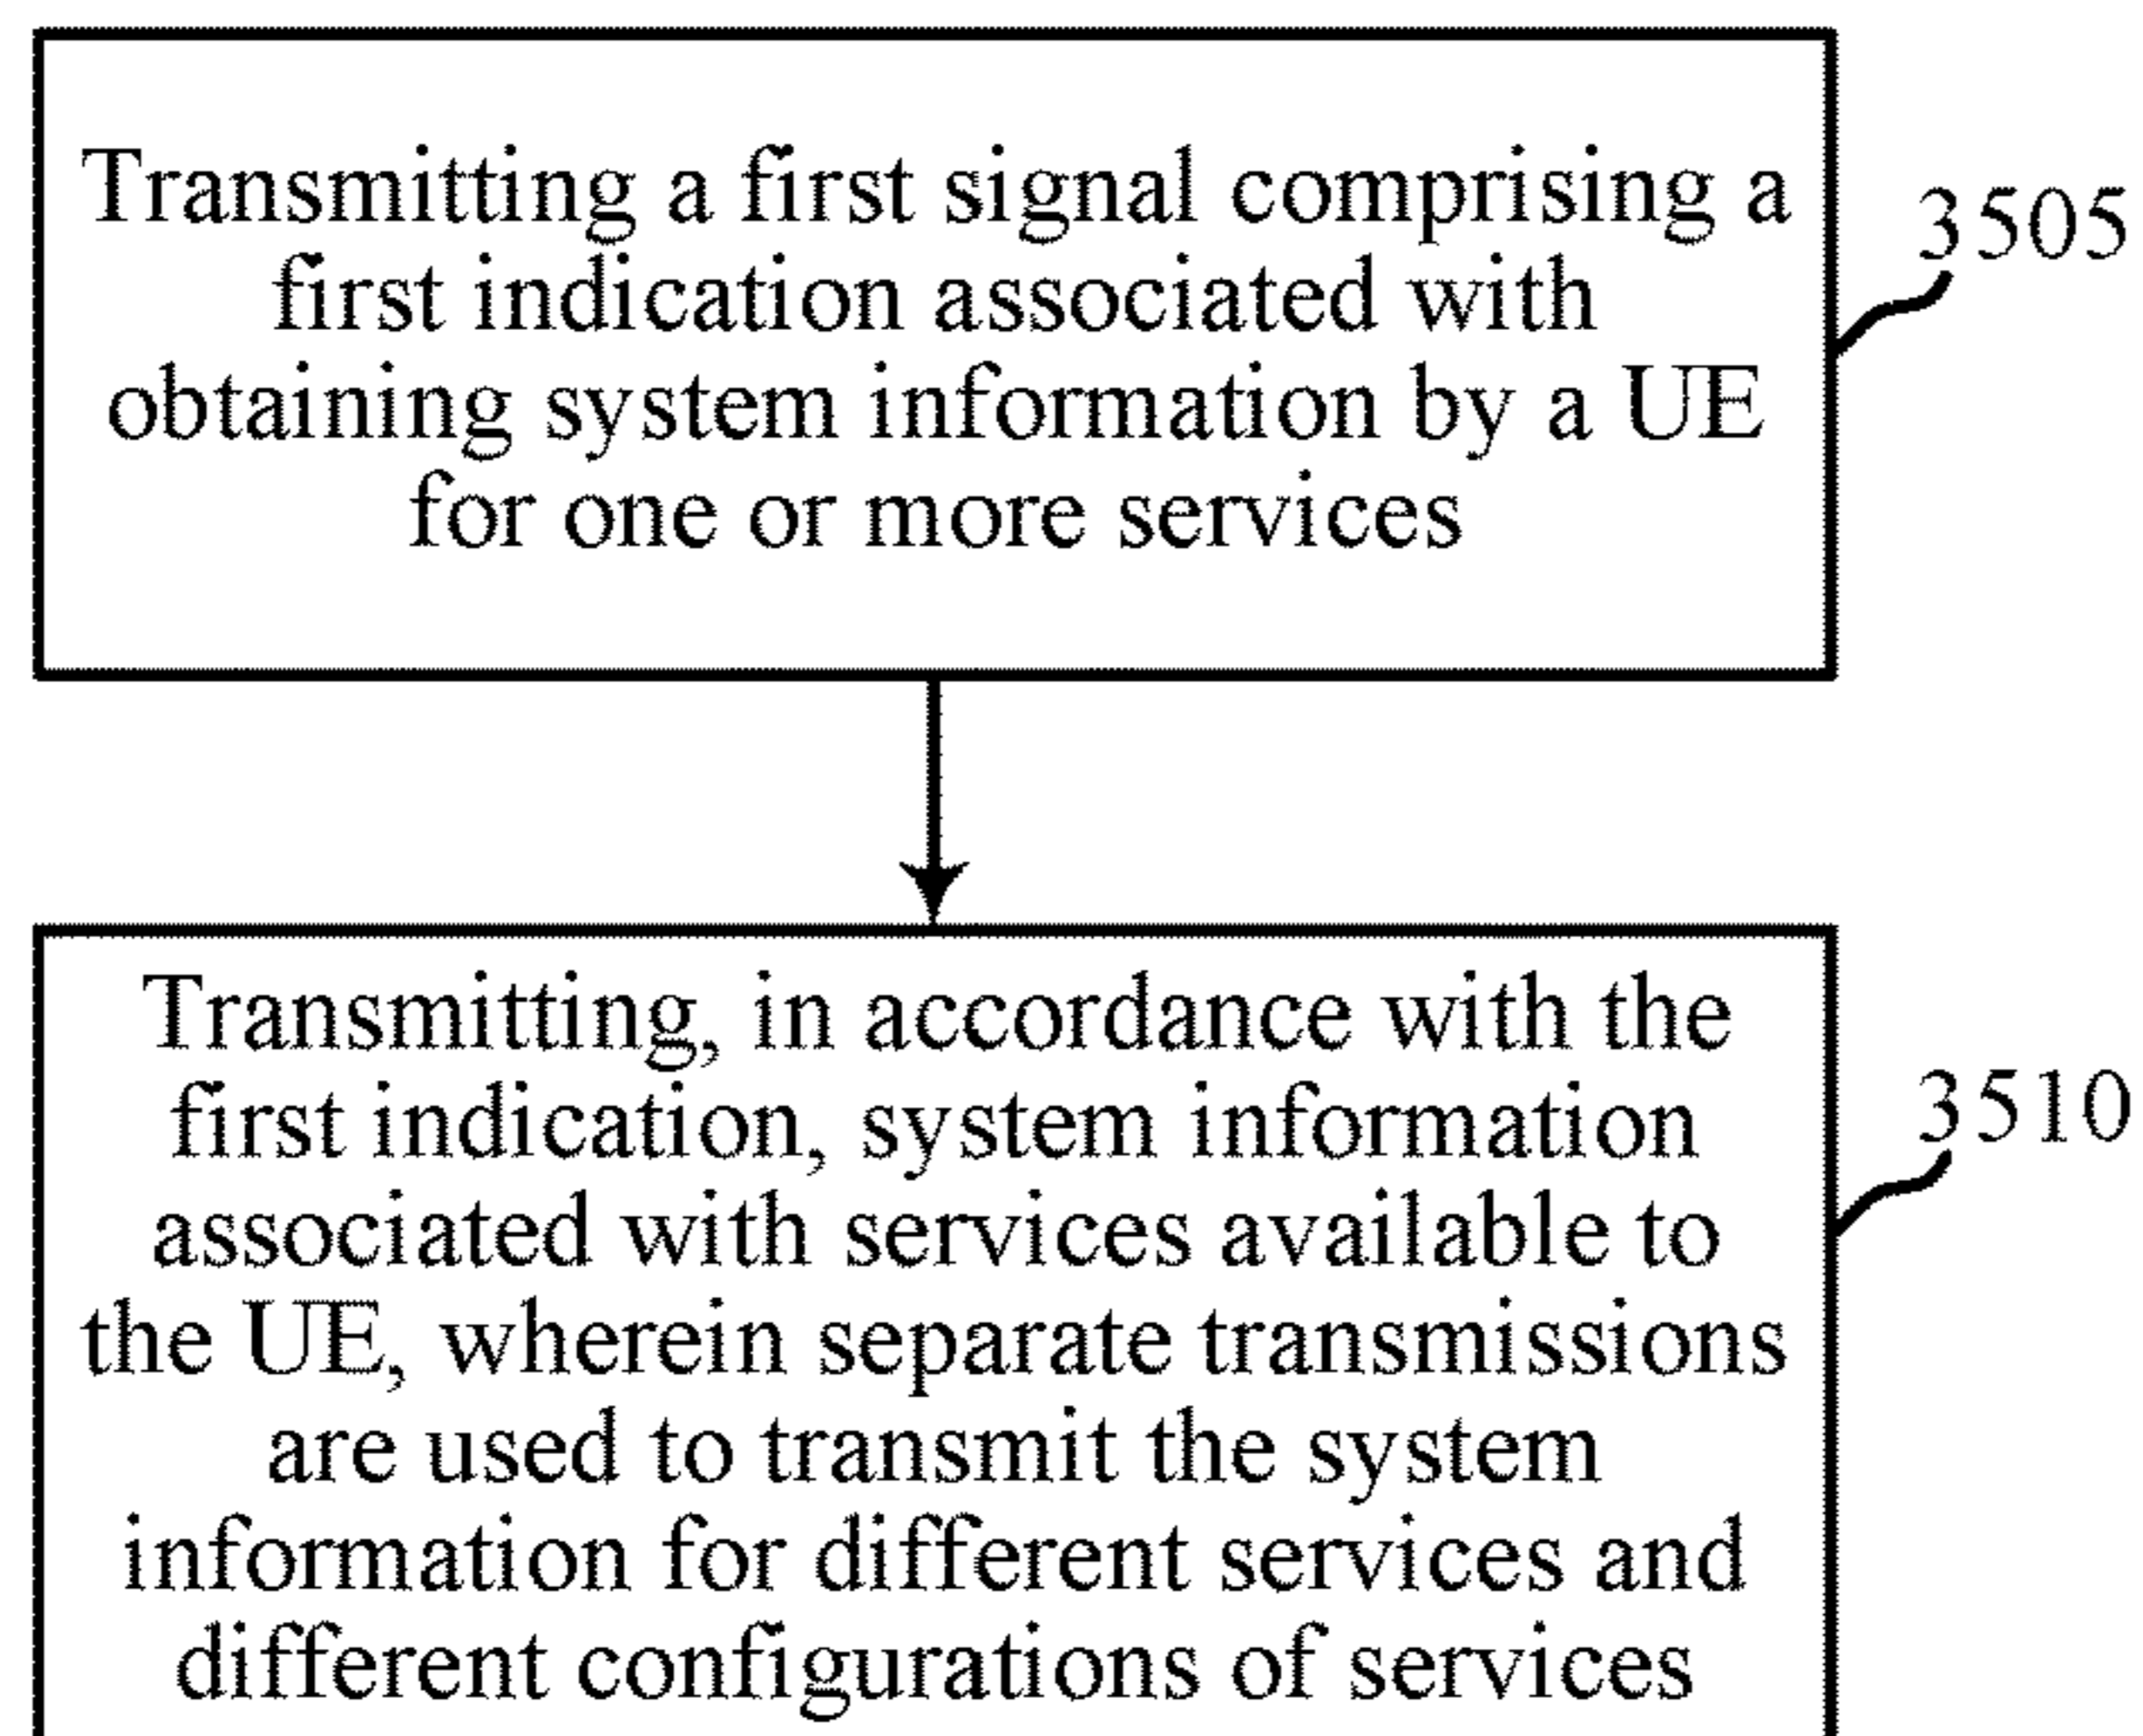 Transmitting a first signal comprising a
first indication associated with
obtaining system information by a UE
for one or more services
3505
Transmitting, in accordance with the
first indication, system information
associated with services available to
the UE, wherein separate transmissions
are used to transmit the system
information for different services and
different configurations of services
3510